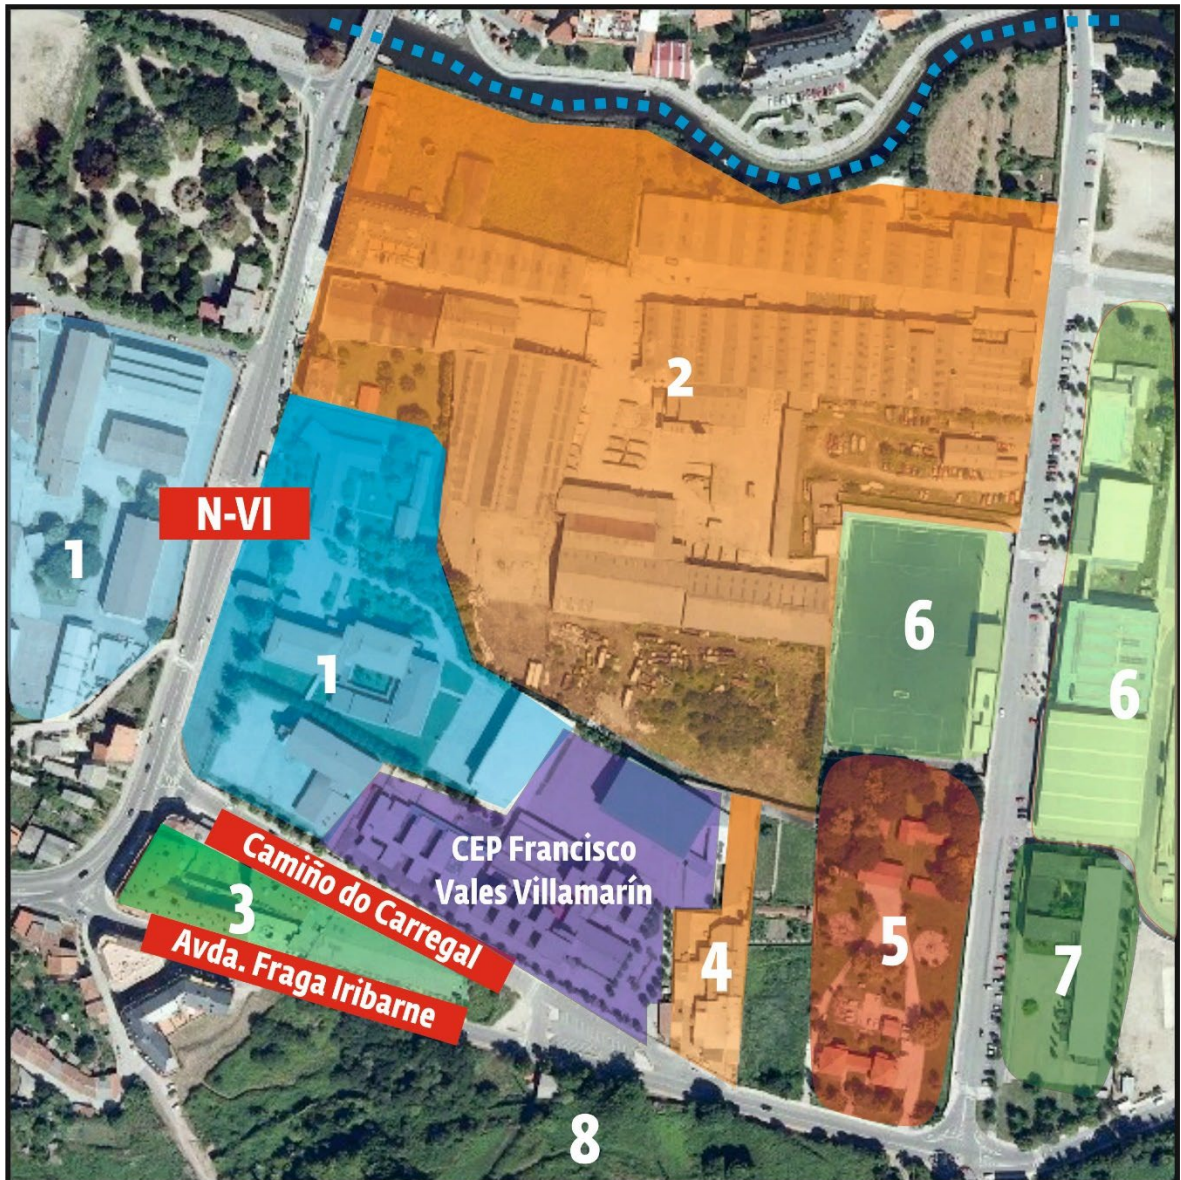 2
N-VI
1
1
6
6
CEP Francisco
Vales Villamarín
Camiño do Carregal
3
Avda. Fraga Iribarne
4
5
7
8